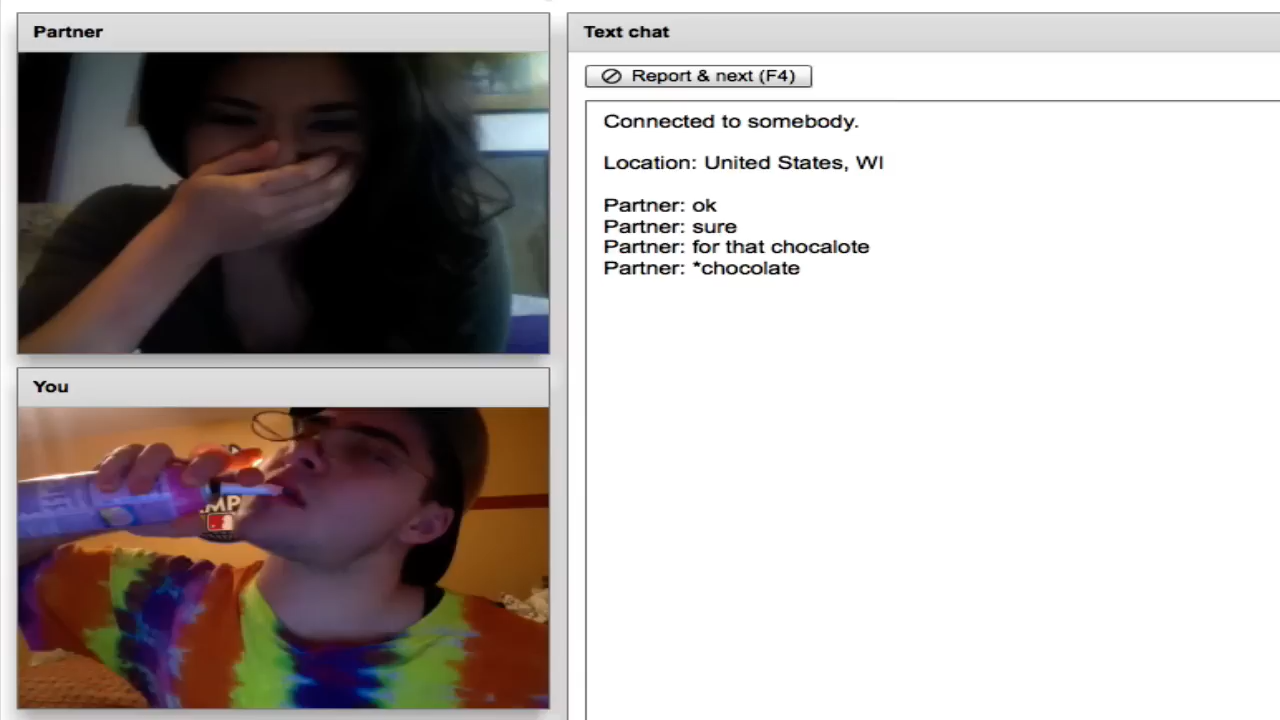 Partner
Text chat
Report & next (F4)
Connected to somebody.
Location: United States, WI
Partner: ok
Partner: sure
Partner: for that chocalote
Partner: *chocolate
You